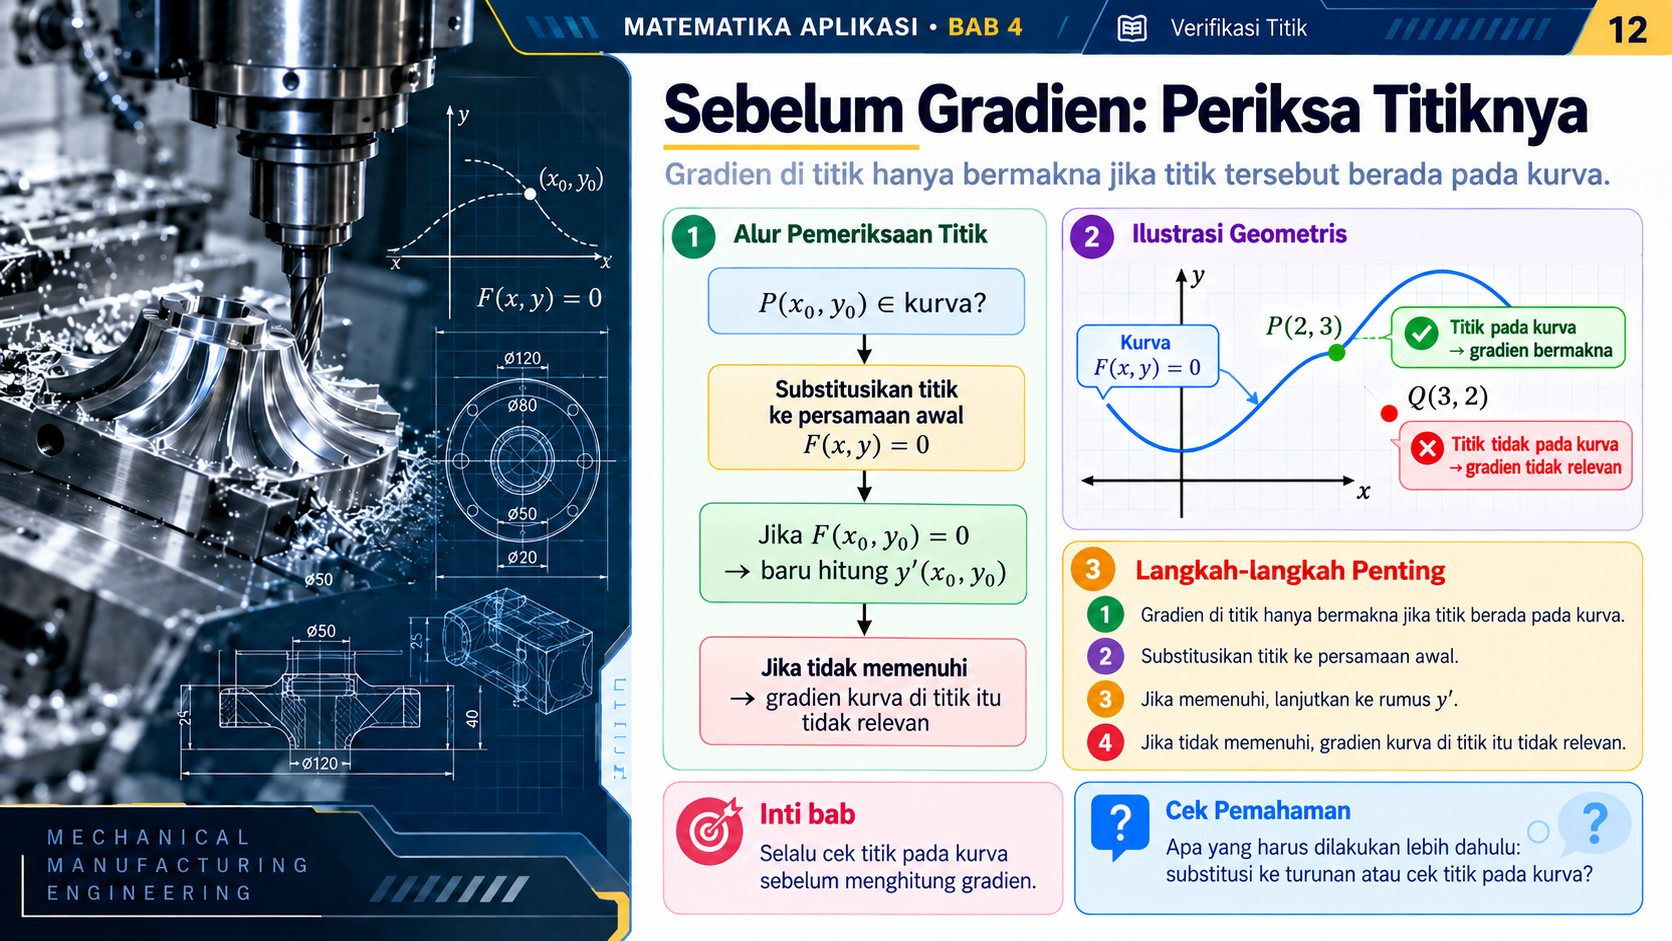 MATEMATIKA APLIKASI • BAB 4
Verifikasi Titik
12
Sebelum Gradien: Periksa Titiknya
Gradien di titik hanya bermakna jika titik tersebut berada pada kurva.
y
(x₀, y₀)
x
x
F(x, y) = 0
Ø120
Ø80
Ø50
Ø20
Ø50
Ø50
25
25
40
Ø120
MECHANICAL
MANUFACTURING
ENGINEERING
1
Alur Pemeriksaan Titik
P(x₀, y₀) ∈ kurva?
Substitusikan titik
ke persamaan awal
F(x, y) = 0
Jika F(x₀, y₀) = 0
→ baru hitung y′(x₀, y₀)
Jika tidak memenuhi
→ gradien kurva di titik itu
tidak relevan
2
Ilustrasi Geometris
y
P(2, 3)
Titik pada kurva
→ gradien bermakna
Kurva
F(x, y) = 0
Q(3, 2)
Titik tidak pada kurva
→ gradien tidak relevan
x
3
Langkah-langkah Penting
1 Gradien di titik hanya bermakna jika titik berada pada kurva.
2 Substitusikan titik ke persamaan awal.
3 Jika memenuhi, lanjutkan ke rumus y′.
4 Jika tidak memenuhi, gradien kurva di titik itu tidak relevan.
Inti bab
Selalu cek titik pada kurva
sebelum menghitung gradien.
?
Cek Pemahaman
Apa yang harus dilakukan lebih dahulu:
substitusi ke turunan atau cek titik pada kurva?
?